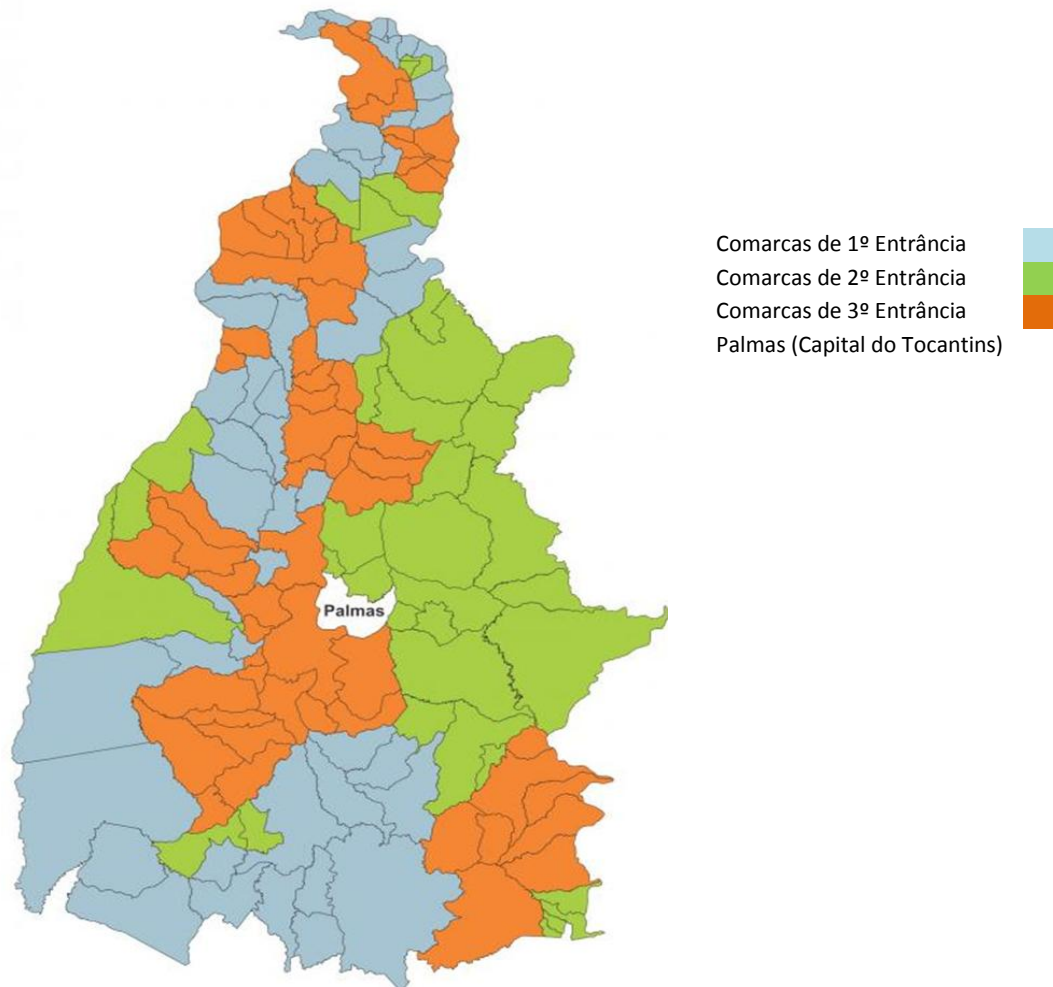 Comarcas de 1º Entrância
Comarcas de 2º Entrância
Comarcas de 3º Entrância
Palmas (Capital do Tocantins)
Palmas